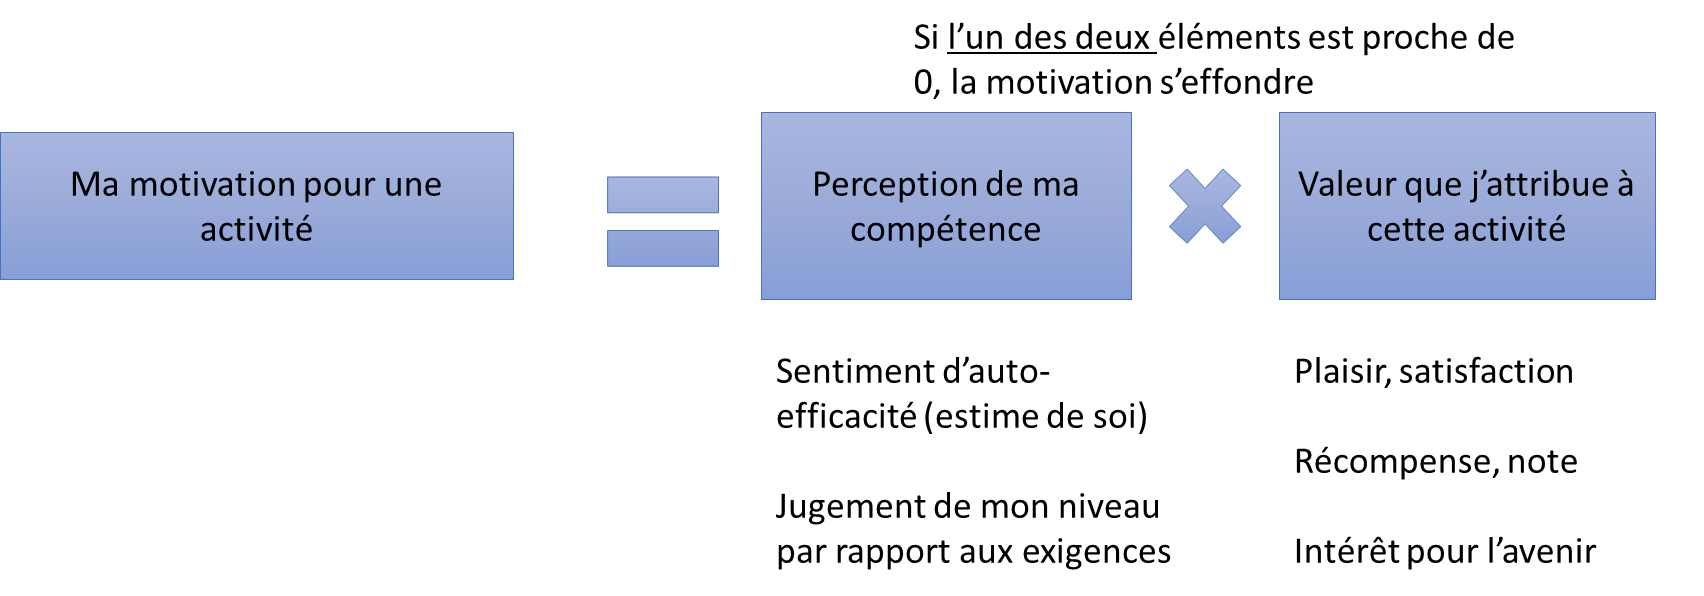 Si l’un des deux éléments est proche de
0, la motivation s’effondre
Ma motivation pour une
activité
Perception de ma
compétence
Valeur que j’attribue à
cette activité
Sentiment d’auto-
efficacité (estime de soi)
Jugement de mon niveau
par rapport aux exigences
Plaisir, satisfaction
Récompense, note
Intérêt pour l’avenir